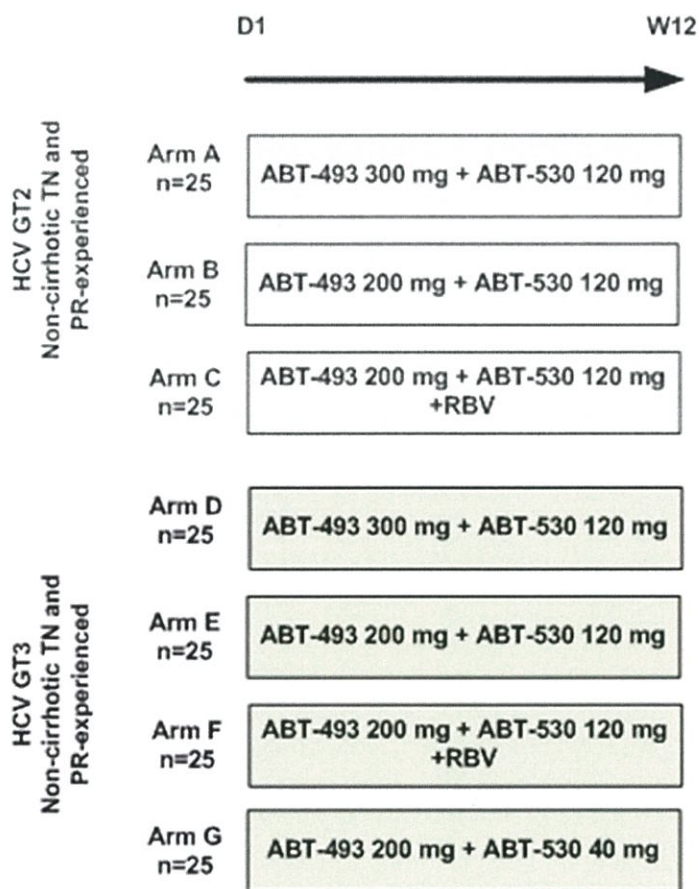 D1 W12
HCV GT2
Non-cirrhotic TN and
PR-experienced
Arm A
n=25
ABT-493 300 mg + ABT-530 120 mg
Arm B
n=25
ABT-493 200 mg + ABT-530 120 mg
Arm C
n=25
ABT-493 200 mg + ABT-530 120 mg
+RBV
HCV GT3
Non-cirrhotic TN and
PR-experienced
Arm D
n=25
ABT-493 300 mg + ABT-530 120 mg
Arm E
n=25
ABT-493 200 mg + ABT-530 120 mg
Arm F
n=25
ABT-493 200 mg + ABT-530 120 mg
+RBV
Arm G
n=25
ABT-493 200 mg + ABT-530 40 mg